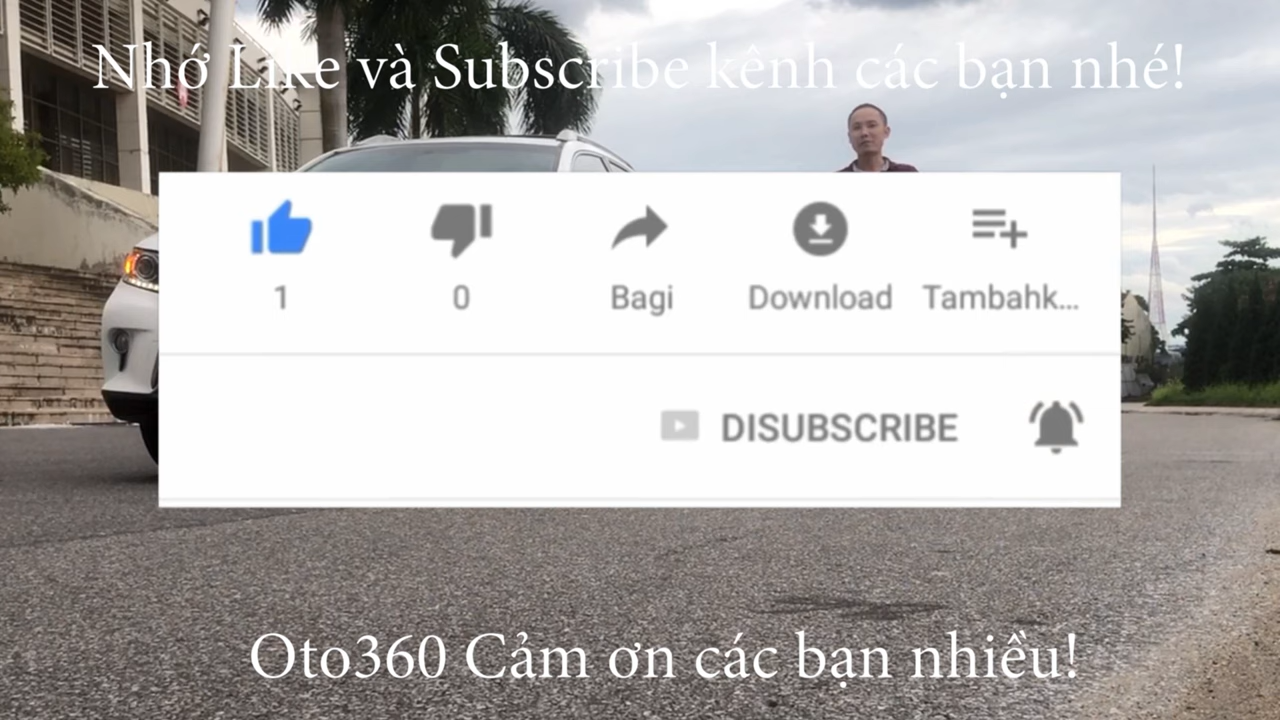 Nhớ Like và Subscribe kênh các bạn nhé!
1 0 Bagi Download Tambahk...
DISUBSCRIBE
Oto360 Cảm ơn các bạn nhiều!